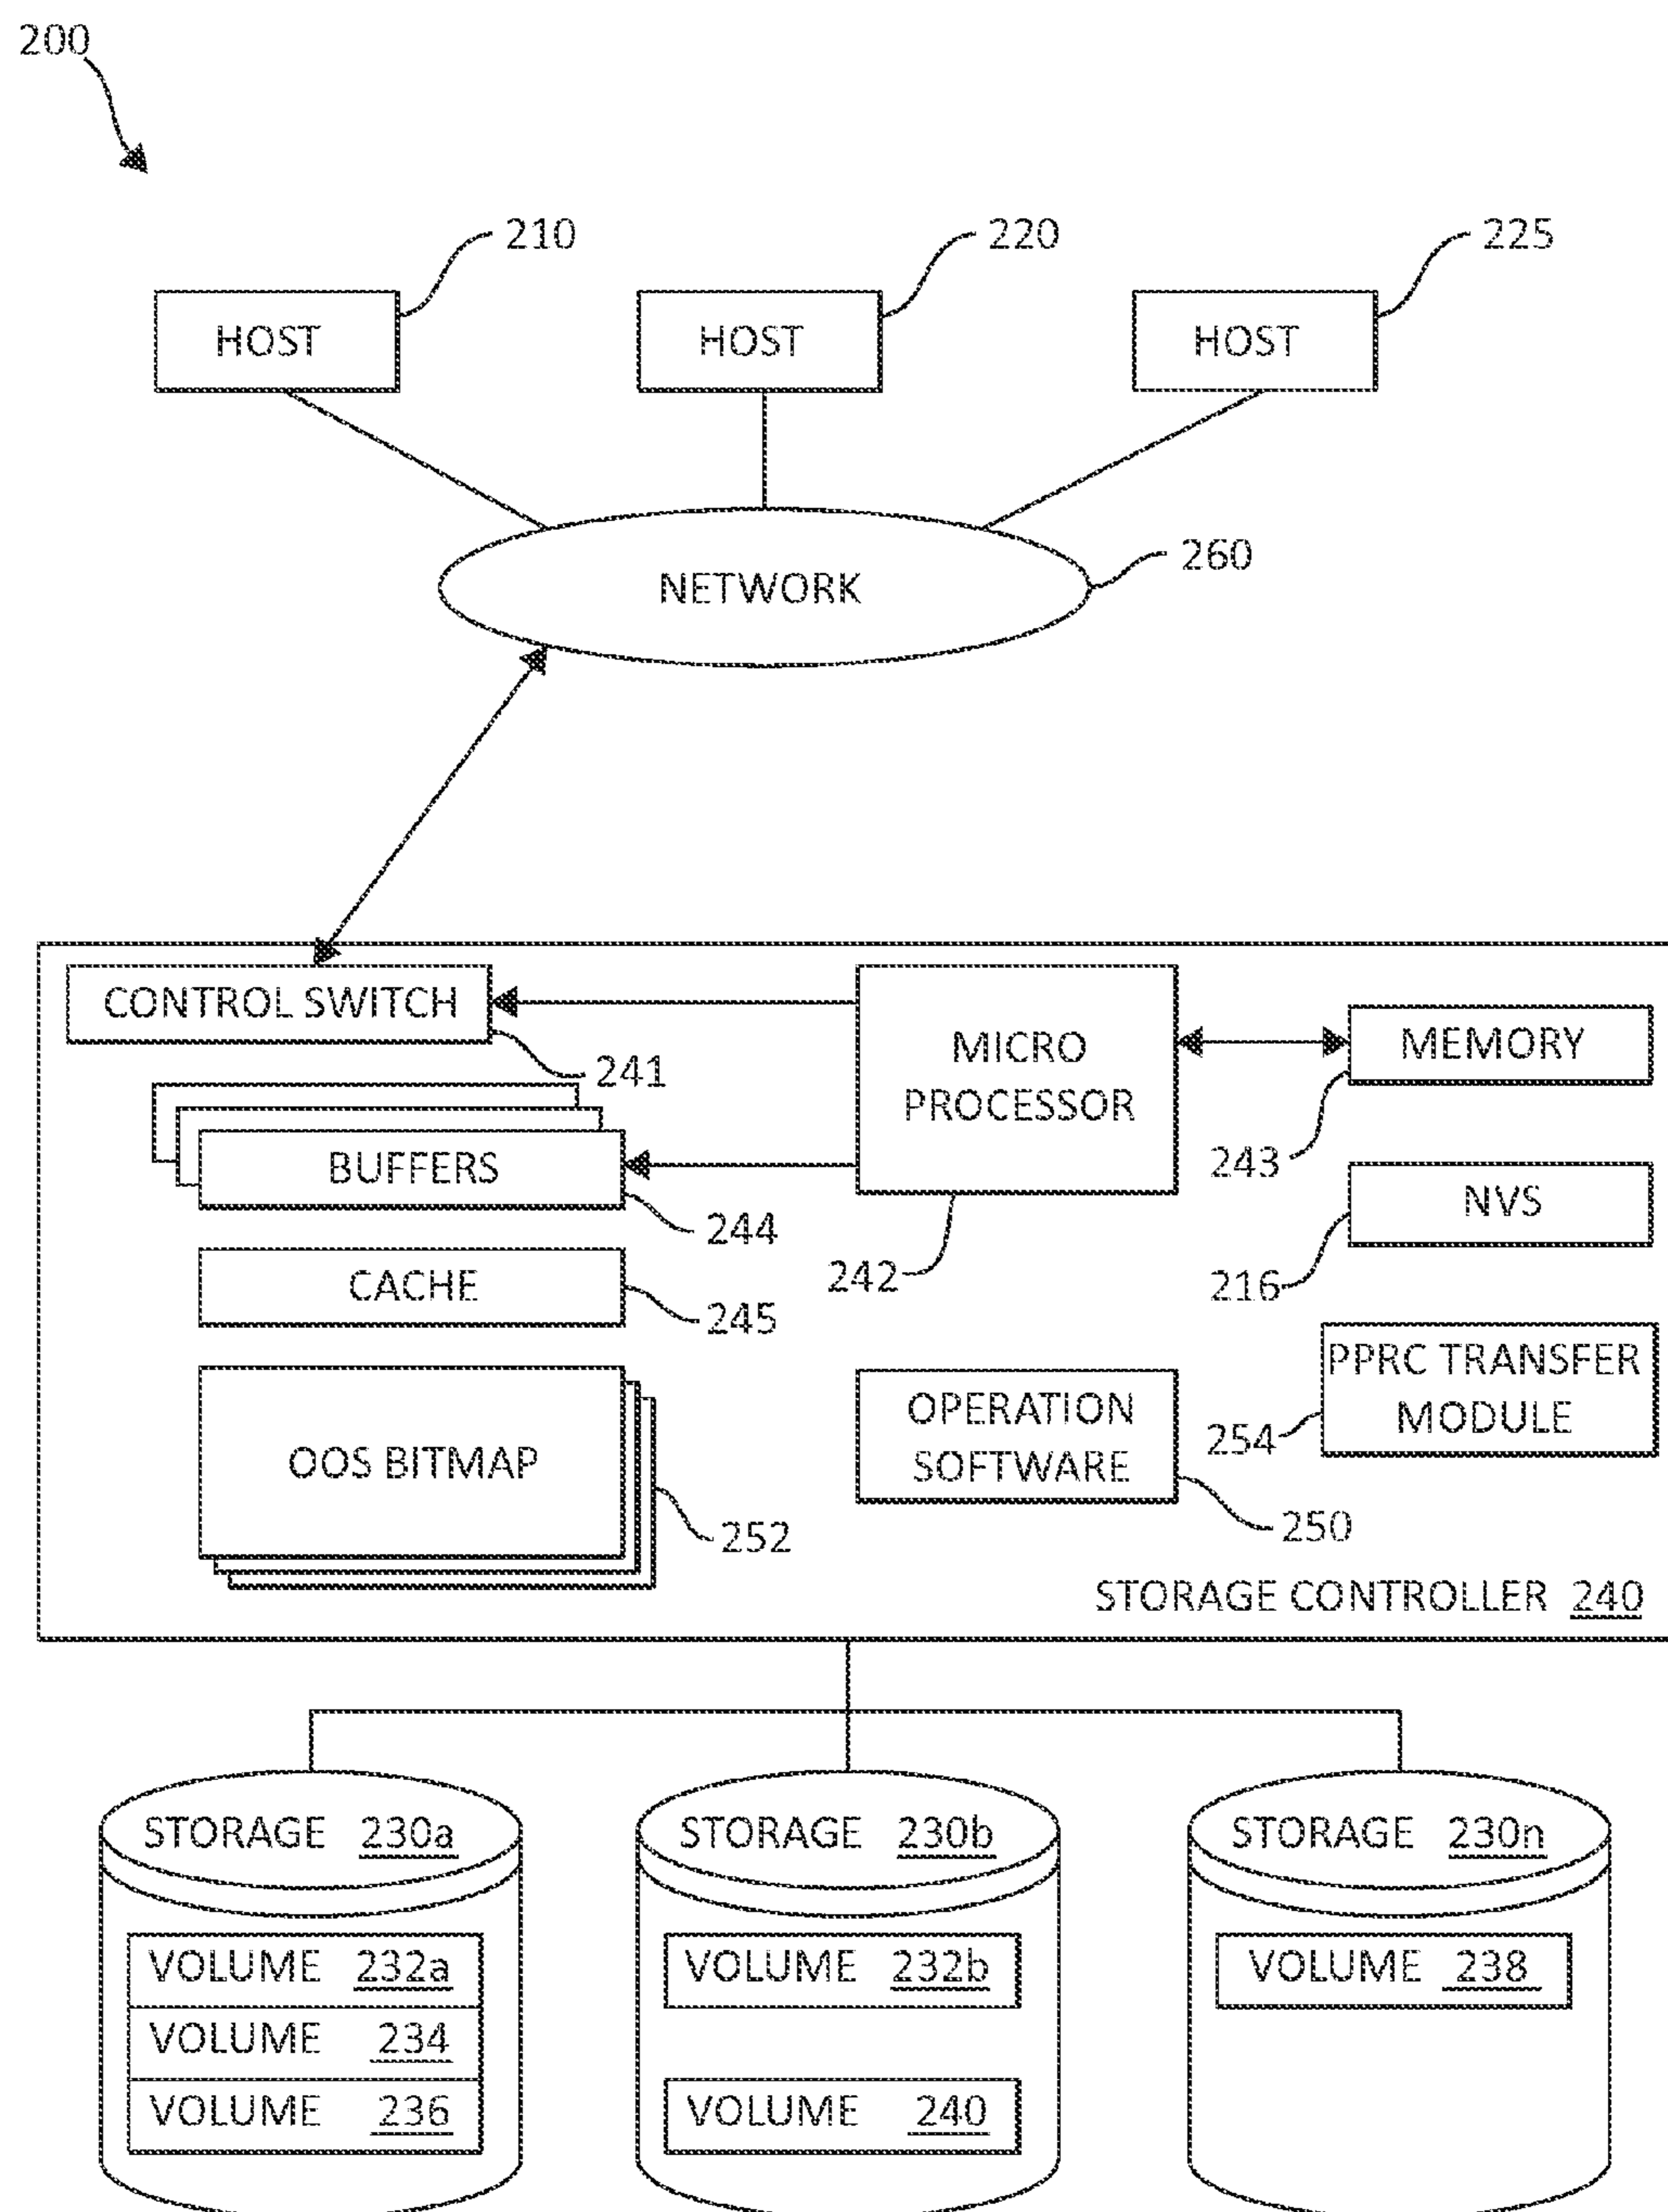 200
210
220
225
HOST
HOST
HOST
260
NETWORK
CONTROL SWITCH
241
MICRO
PROCESSOR
MEMORY
243
BUFFERS
244
242
NVS
216
CACHE
245
PPRC TRANSFER
MODULE
254
OPERATION
SOFTWARE
250
OOS BITMAP
252
STORAGE CONTROLLER 240
STORAGE 230a
STORAGE 230b
STORAGE 230n
VOLUME 232a
VOLUME 234
VOLUME 236
VOLUME 232b
VOLUME 240
VOLUME 238